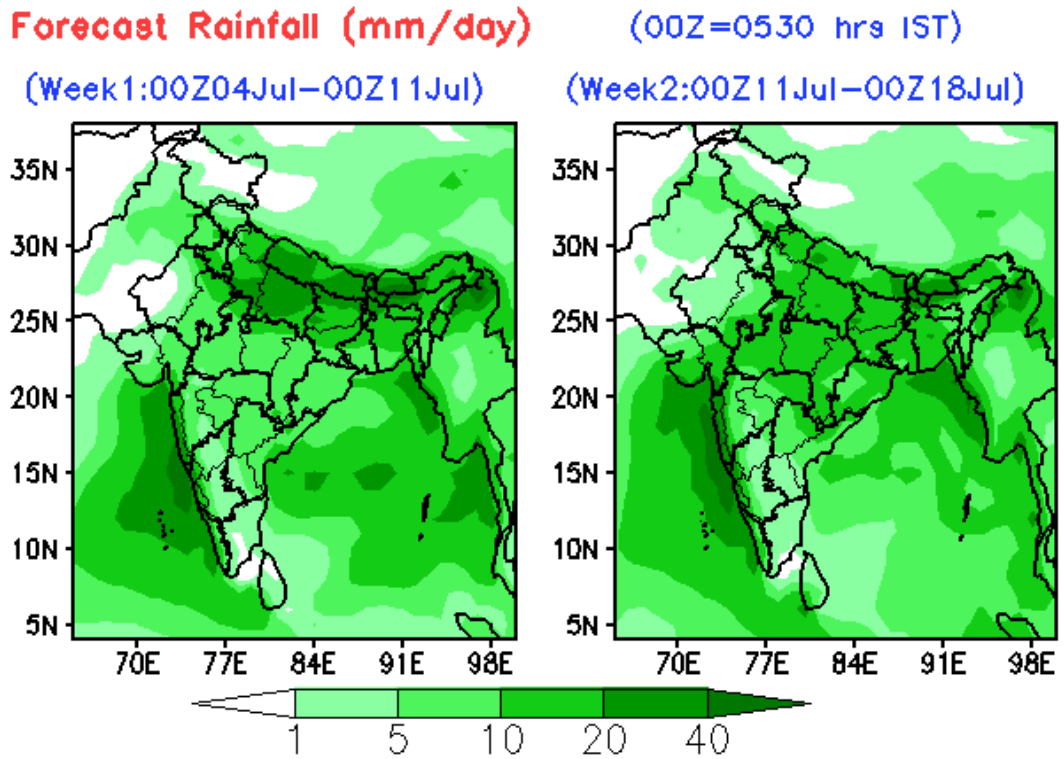 Forecast Rainfall (mm/day) (00Z=0530 hrs IST)
(Week1:00Z04Jul–00Z11Jul) (Week2:00Z11Jul–00Z18Jul)
35N 35N
30N 30N
25N 25N
20N 20N
15N 15N
10N 10N
5N 5N
70E 77E 84E 91E 98E 70E 77E 84E 91E 98E
1 5 10 20 40